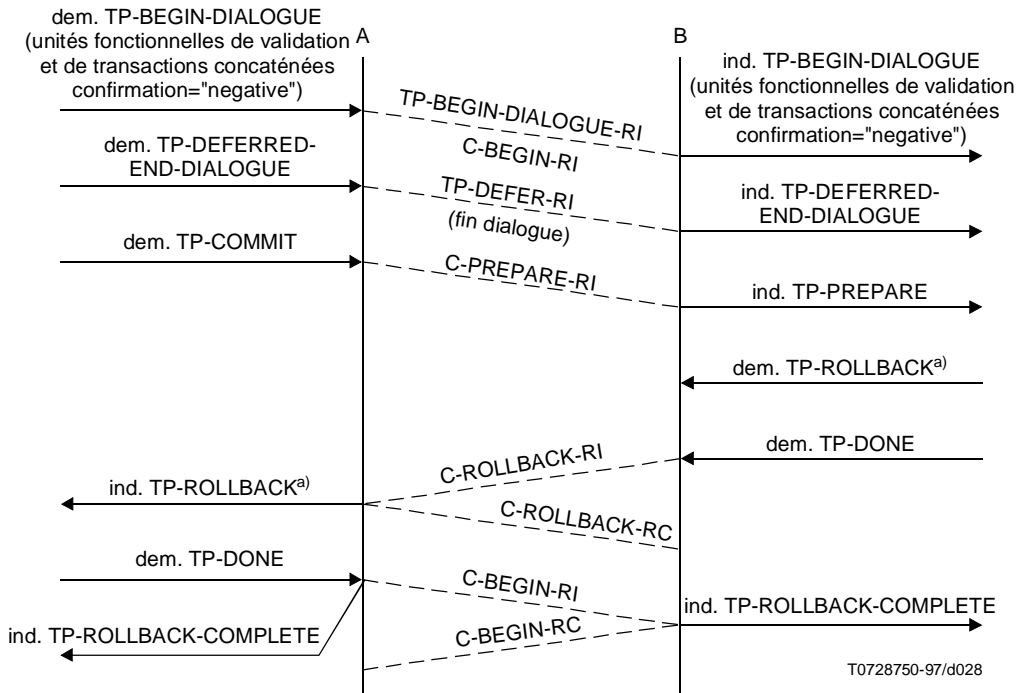 dem. TP-BEGIN-DIALOGUE
(unités fonctionnelles de validation
et de transactions concaténées
confirmation="negative")
A
B
ind. TP-BEGIN-DIALOGUE
(unités fonctionnelles de validation
et de transactions concaténées
confirmation="negative")
TP-BEGIN-DIALOGUE-RI
C-BEGIN-RI
dem. TP-DEFERRED-
END-DIALOGUE
TP-DEFER-RI
(fin dialogue)
ind. TP-DEFERRED-
END-DIALOGUE
dem. TP-COMMIT
C-PREPARE-RI
ind. TP-PREPARE
dem. TP-ROLLBACKa)
dem. TP-DONE
C-ROLLBACK-RI
ind. TP-ROLLBACKa)
C-ROLLBACK-RC
dem. TP-DONE
C-BEGIN-RI
ind. TP-ROLLBACK-COMPLETE
ind. TP-ROLLBACK-COMPLETE
C-BEGIN-RC
T0728750-97/d028